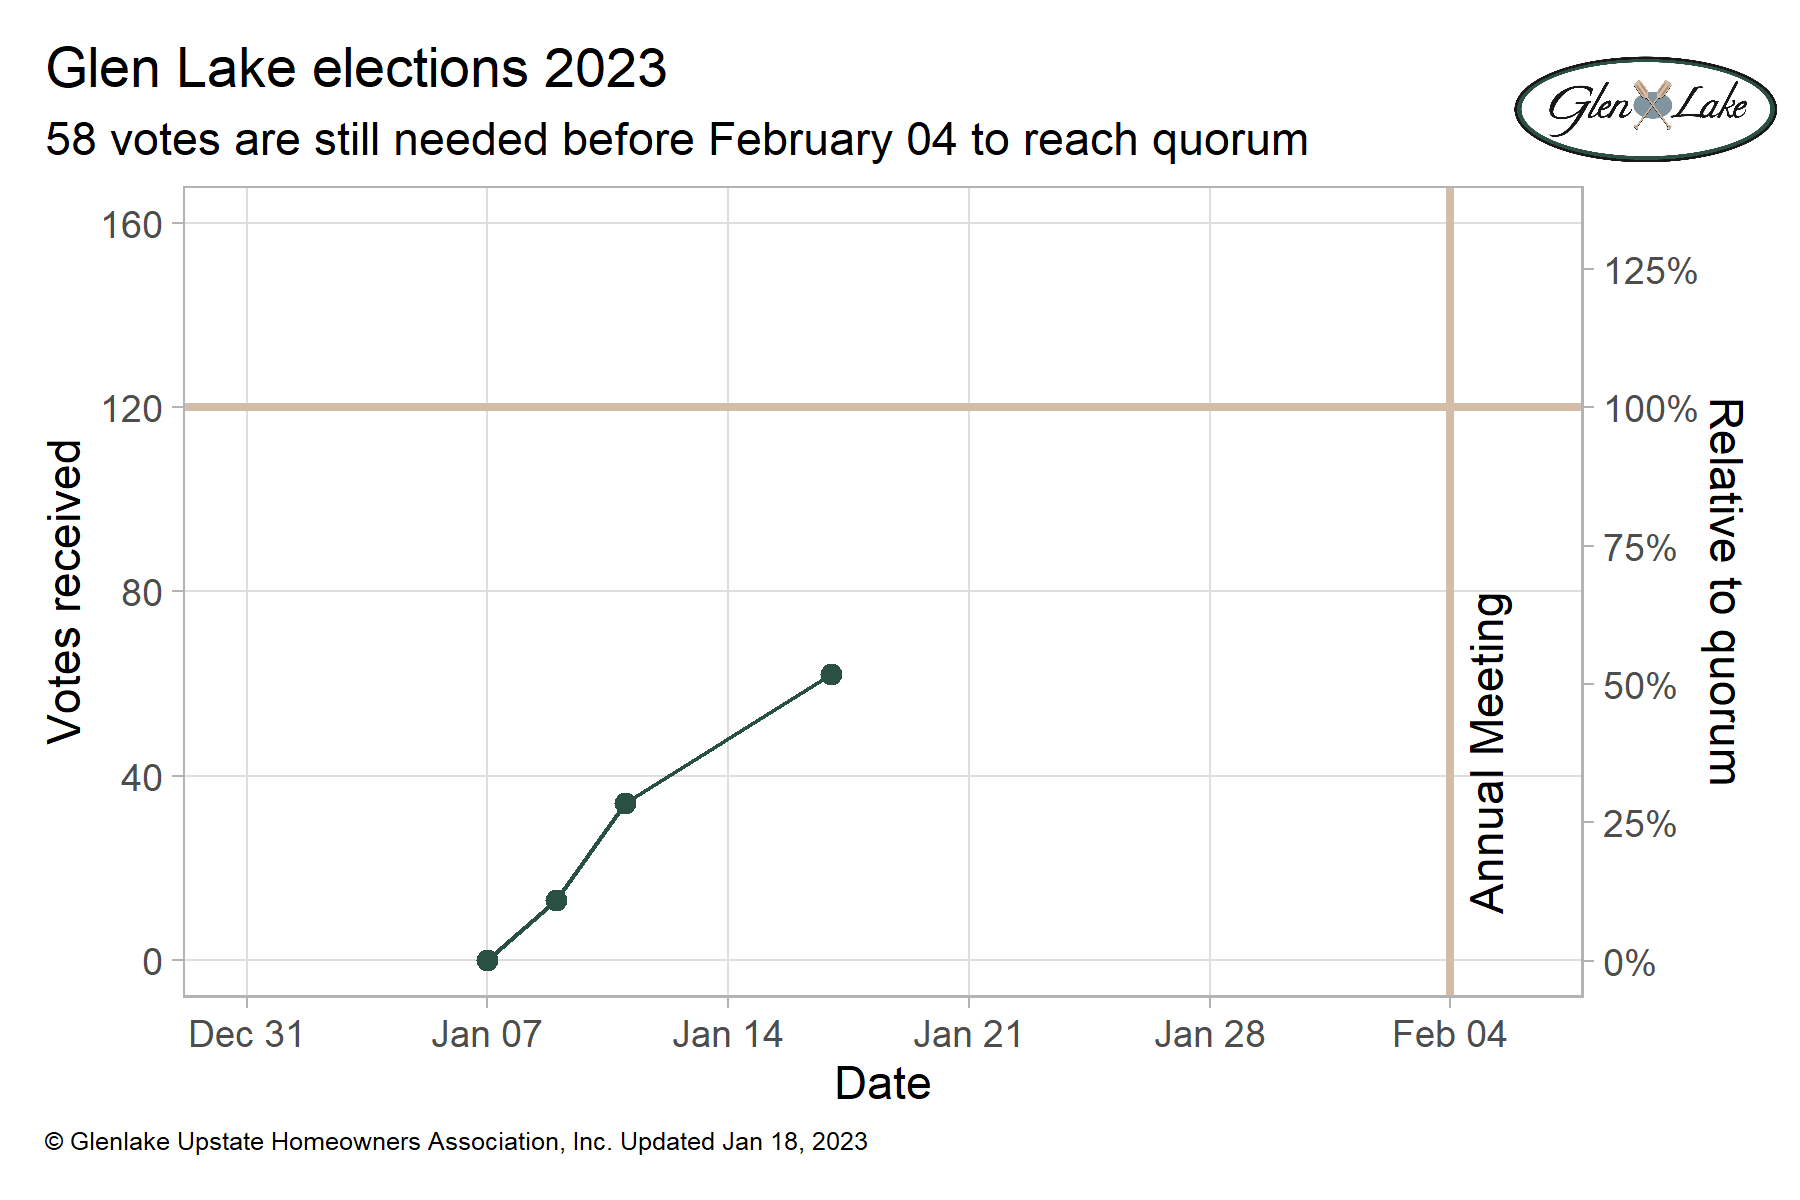 Glen Lake elections 2023
58 votes are still needed before February 04 to reach quorum
Glen Lake
Votes received
160
120
80
40
0
125%
100%
75%
50%
25%
0%
Relative to quorum
Annual Meeting
Dec 31
Jan 07
Jan 14
Jan 21
Jan 28
Feb 04
Date
© Glenlake Upstate Homeowners Association, Inc. Updated Jan 18, 2023